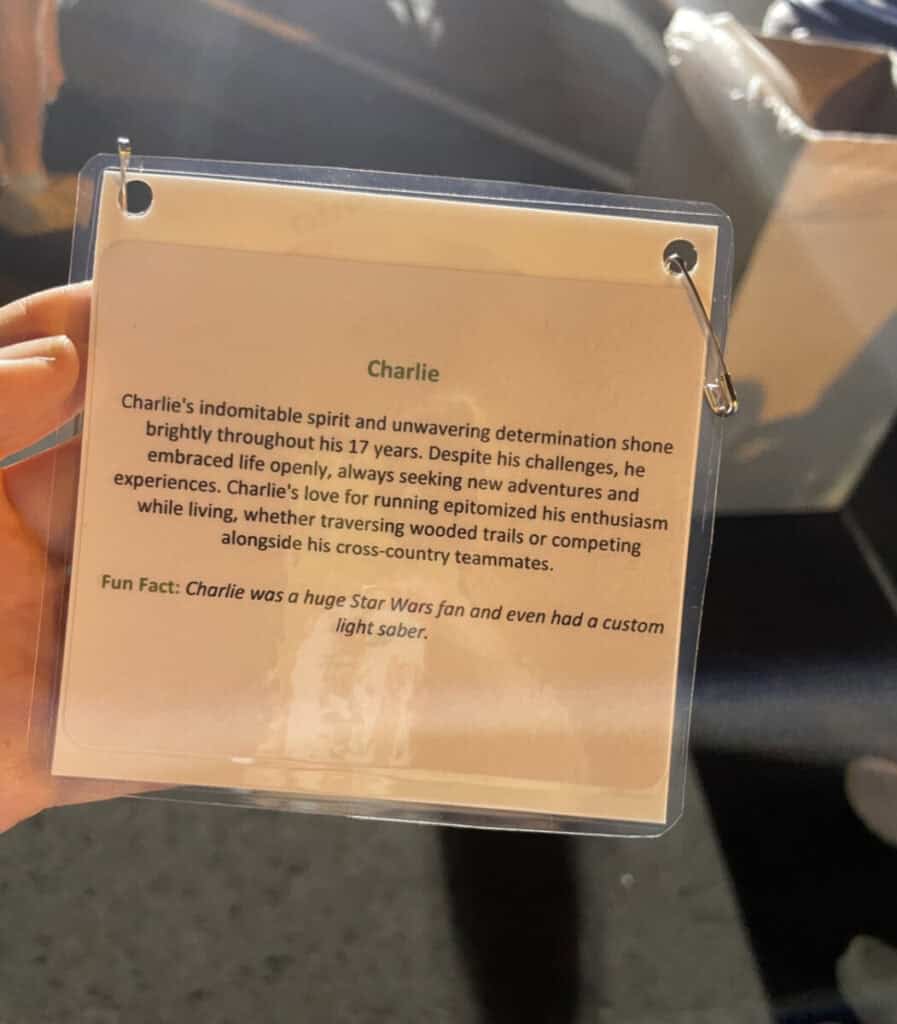 Charlie
Charlie's indomitable spirit and unwavering determination shone
brightly throughout his 17 years. Despite his challenges, he
embraced life openly, always seeking new adventures and
experiences. Charlie's love for running epitomized his enthusiasm
while living, whether traversing wooded trails or competing
alongside his cross-country teammates.
Fun Fact: Charlie was a huge Star Wars fan and even had a custom
light saber.